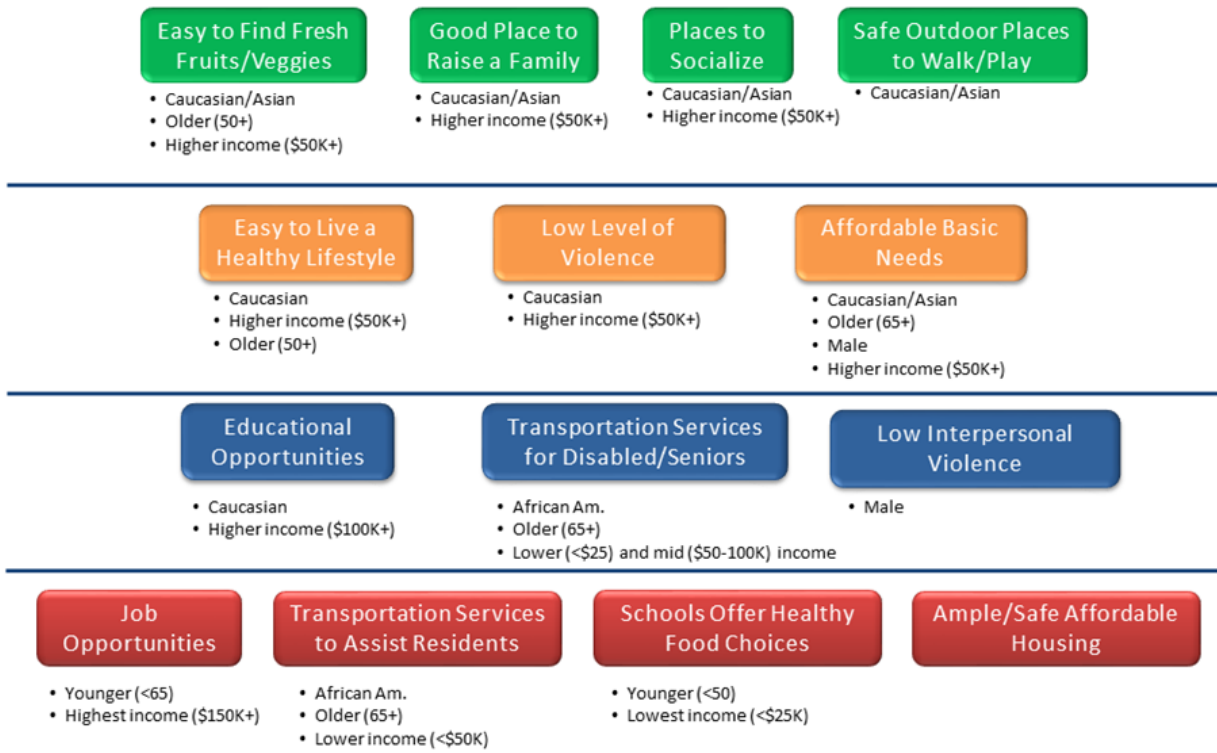 Easy to Find Fresh
Fruits/Veggies
• Caucasian/Asian
• Older (50+)
• Higher income ($50K+)
Good Place to
Raise a Family
• Caucasian/Asian
• Higher income ($50K+)
Places to
Socialize
• Caucasian/Asian
• Higher income ($50K+)
Safe Outdoor Places
to Walk/Play
• Caucasian/Asian
Easy to Live a
Healthy Lifestyle
• Caucasian
• Higher income ($50K+)
• Older (50+)
Low Level of
Violence
• Caucasian
• Higher income ($50K+)
Affordable Basic
Needs
• Caucasian/Asian
• Older (65+)
• Male
• Higher income ($50K+)
Educational
Opportunities
• Caucasian
• Higher income ($100K+)
Transportation Services
for Disabled/Seniors
• African Am.
• Older (65+)
• Lower (<$25) and mid ($50-100K) income
Low Interpersonal
Violence
• Male
Job
Opportunities
• Younger (<65)
• Highest income ($150K+)
Transportation Services
to Assist Residents
• African Am.
• Older (65+)
• Lower income (<$50K)
Schools Offer Healthy
Food Choices
• Younger (<50)
• Lowest income (<$25K)
Ample/Safe Affordable
Housing